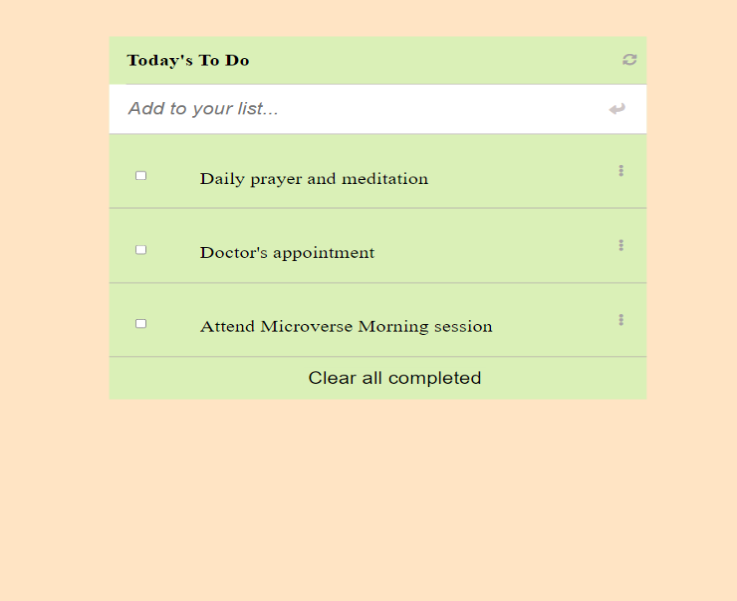 Today's To Do
Add to your list...
Daily prayer and meditation
Doctor's appointment
Attend Microverse Morning session
Clear all completed